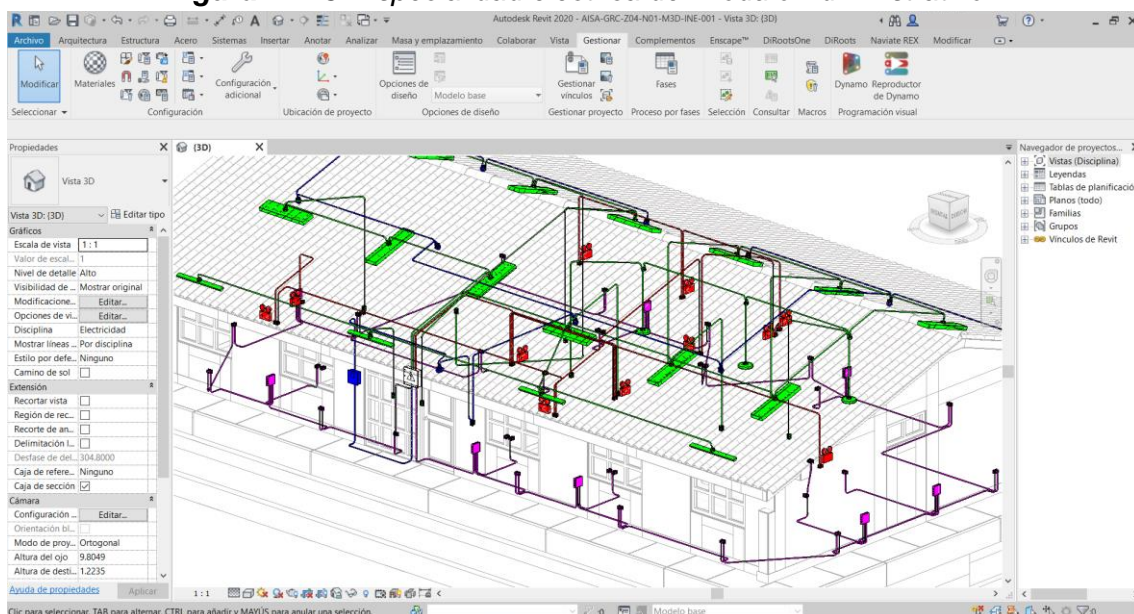 Autodesk Revit 2020 - AISA-GRC-Z04-N01-M3D-INE-001 - Vista 3D: {3D}
Archivo Arquitectura Estructura Acero Sistemas Insertar Anotar Analizar Masa y emplazamiento Colaborar Vista Gestionar Complementos Enscape™ DiRootsOne DiRoots Naviate REX Modificar
Modificar Materiales Configuración adicional Opciones de diseño Modelo base Gestionar vínculos Fases Dynamo Reproductor de Dynamo
Seleccionar Configuración Ubicación de proyecto Opciones de diseño Gestionar proyecto Proceso por fases Selección Consultar Macros Programación visual
Propiedades X {3D} X Navegador de proyectos...
Vista 3D
Vista 3D: {3D} Editar tipo
Gráficos
Escala de vista 1 : 1
Valor de escal... 1
Nivel de detalle Alto
Visibilidad de ... Mostrar original
Modificacione... Editar...
Opciones de vi... Editar...
Disciplina Electricidad
Mostrar líneas ... Por disciplina
Estilo por defe... Ninguno
Camino de sol
Extensión
Recortar vista
Región de rec...
Recorte de an...
Delimitación l...
Desfase de del... 304.8000
Caja de refere... Ninguno
Caja de sección
Cámara
Configuración ... Editar...
Orientación bl...
Modo de proy... Ortogonal
Altura del ojo 9.8049
Altura de desti... 1.2235
Ayuda de propiedades Aplicar
Vistas (Disciplina)
Leyendas
Tablas de planificació
Planos (todo)
Familias
Grupos
Vínculos de Revit
1 : 1
Clic para seleccionar, TAB para alternar, CTRL para añadir y MAYÚS para anular una selección.
Modelo base